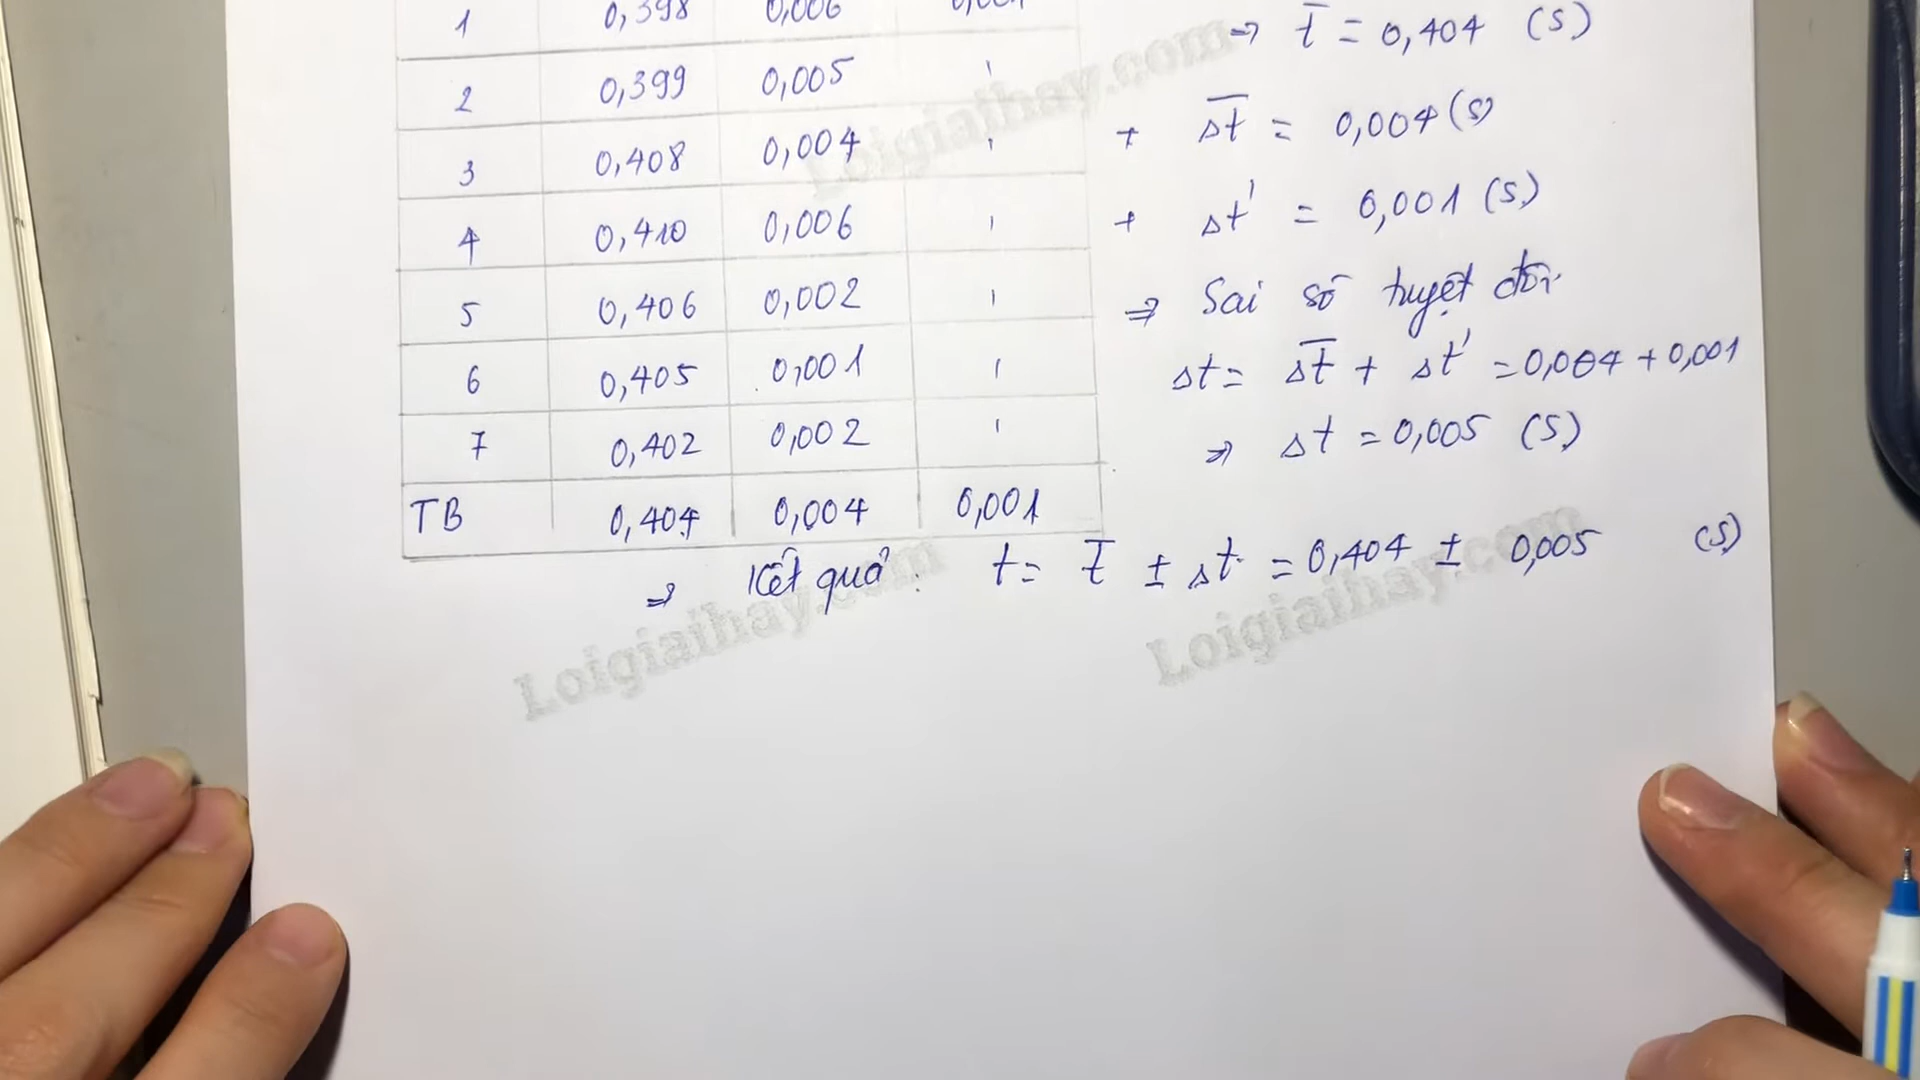 1 0,398 0,006 0,001
2 0,399 0,005 '
3 0,408 0,004 '
4 0,410 0,006 '
5 0,406 0,002 '
6 0,405 0,001 '
7 0,402 0,002 '
TB 0,404 0,004 0,001
⇒ t̅ = 0,404 (s)
+ Δt̅ = 0,004 (s)
+ Δt' = 0,001 (s)
⇒ Sai số tuyệt đối
Δt = Δt̅ + Δt' = 0,004 + 0,001
⇒ Δt = 0,005 (s)
⇒ Kết quả: t = t̅ ± Δt = 0,404 ± 0,005 (s)
Loigiaihay.com
Loigiaihay.com
Loigiaihay.com